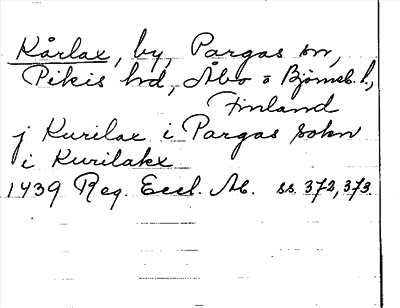 Kårlax, by, Pargas sn,
Pikis hd, Åbo o Björneb. l.,
Finland
j Kurilax i Pargas sokn
i Kurilakx
1439 Reg. Eccl. Ab. ss. 372, 373.